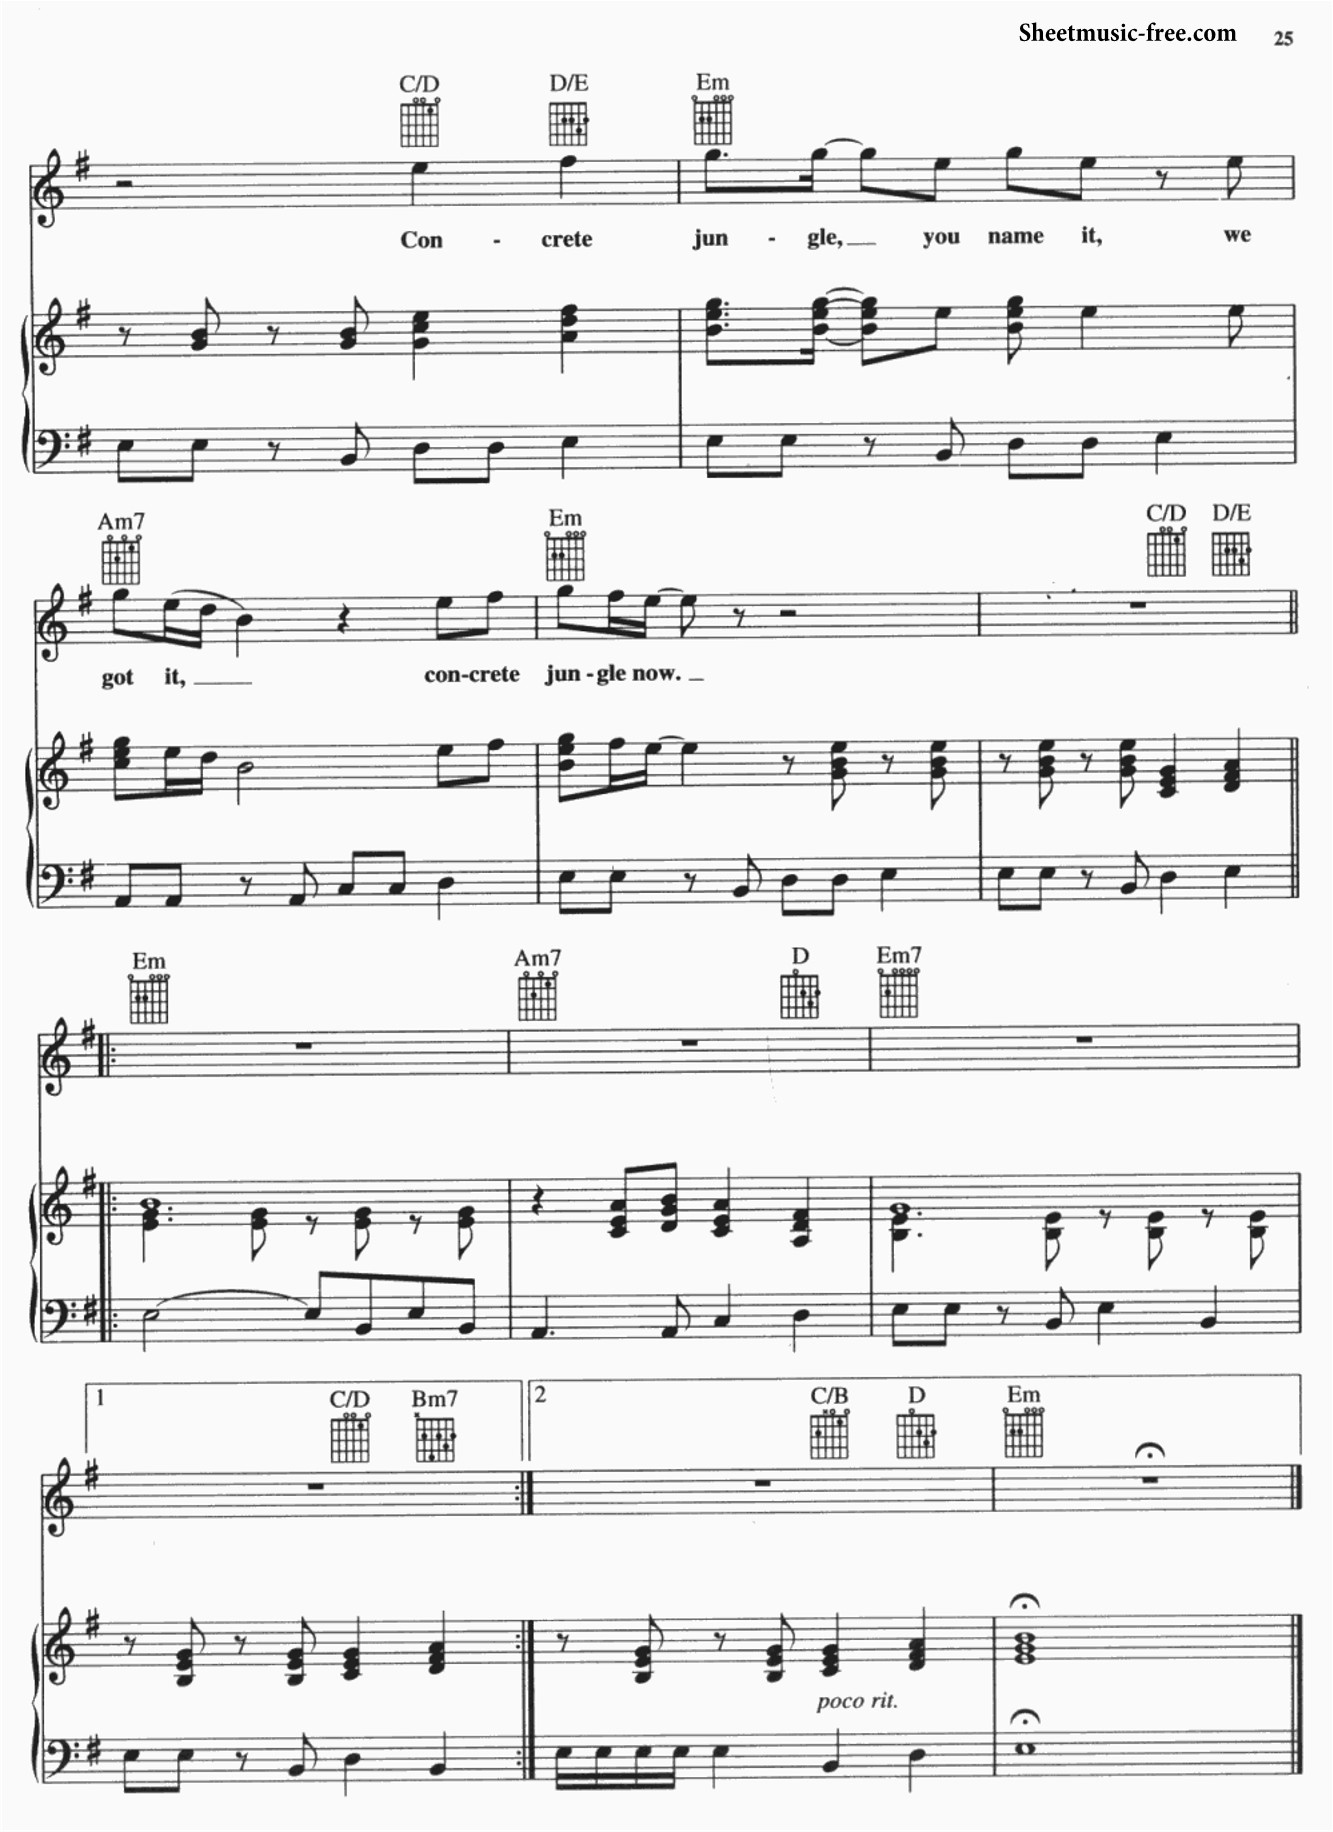 Sheetmusic-free.com 25
C/D D/E Em
Con - crete jun - gle, you name it, we
Am7 Em C/D D/E
got it, con-crete jun - gle now.
Em Am7 D Em7
1 C/D Bm7 2 C/B D Em
poco rit.